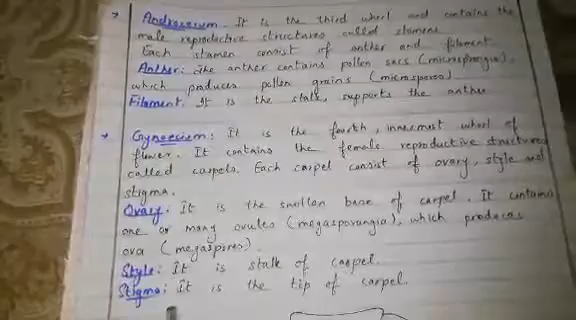 Androecium - It is the third whorl and contains the
male reproductive structures called stamens
Each stamen consist of anther and filament.
Anther: The anther contains pollen sacs (microsporangia),
which produces pollen grains (microspores)
Filament: It is the stalk, supports the anther
Gynoecium: It is the fourth, innermost whorl of
flower. It contains the female reproductive structures
called carpels. Each carpel consist of ovary, style and
stigma.
Ovary: It is the swollen base of carpel. It contains
one or many ovules (megasporangia), which produces
ova (megaspores).
Style: It is stalk of carpel.
Stigma: It is the tip of carpel.